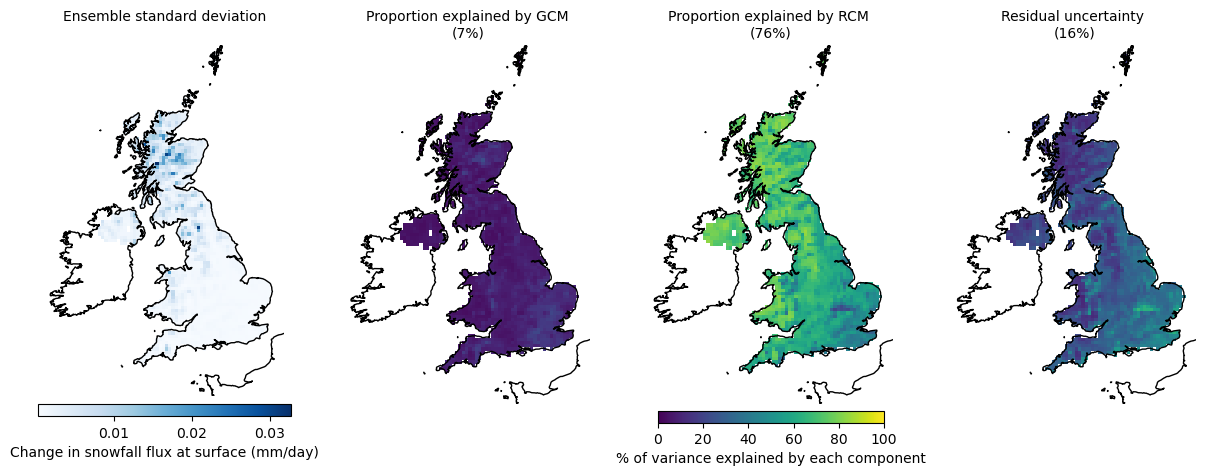 Ensemble standard deviation
Proportion explained by GCM
(7%)
Proportion explained by RCM
(76%)
Residual uncertainty
(16%)
0.01 0.02 0.03
Change in snowfall flux at surface (mm/day)
0 20 40 60 80 100
% of variance explained by each component